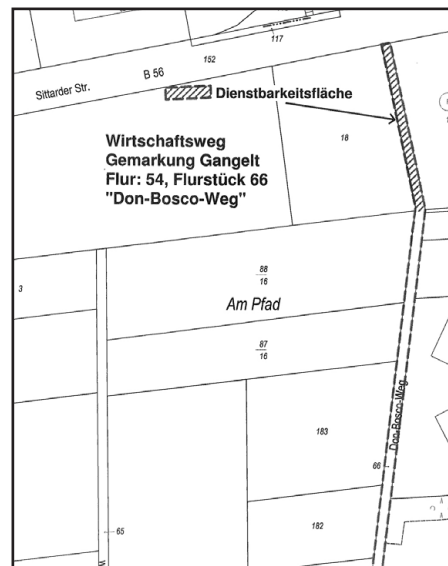 117
152
B 56
Sittarder Str.
Dienstbarkeitsfläche
Wirtschaftsweg
Gemarkung Gangelt
Flur: 54, Flurstück 66
"Don-Bosco-Weg"
18
3
88
16
Am Pfad
87
16
Don-Bosco-Weg
183
66
65
182